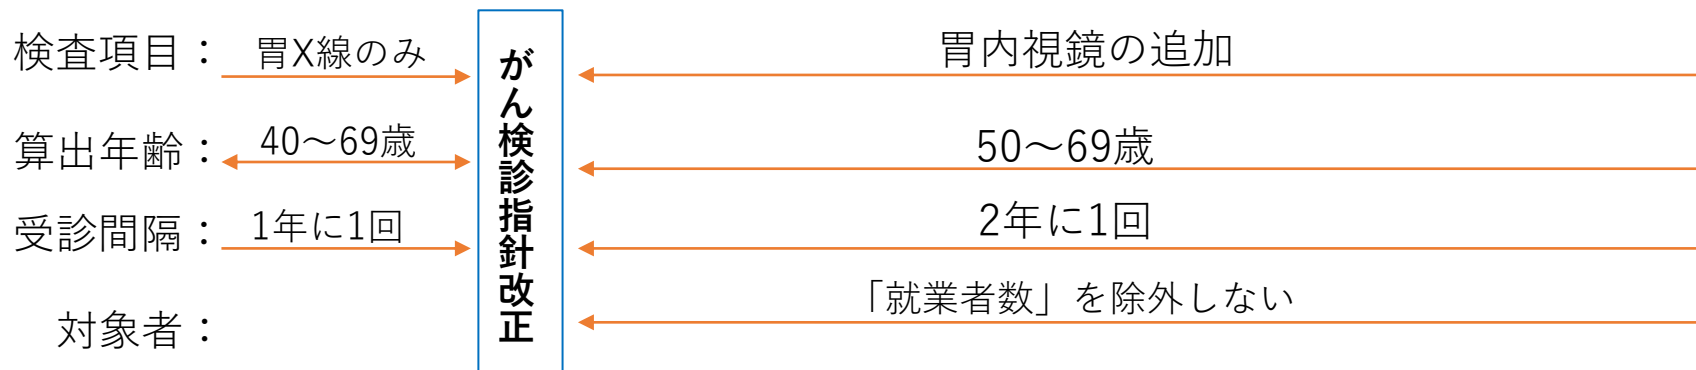 検査項目： 胃X線のみ 胃内視鏡の追加
算出年齢： 40～69歳 50～69歳
受診間隔： 1年に1回 2年に1回
対象者： 「就業者数」を除外しない
がん検診指針改正